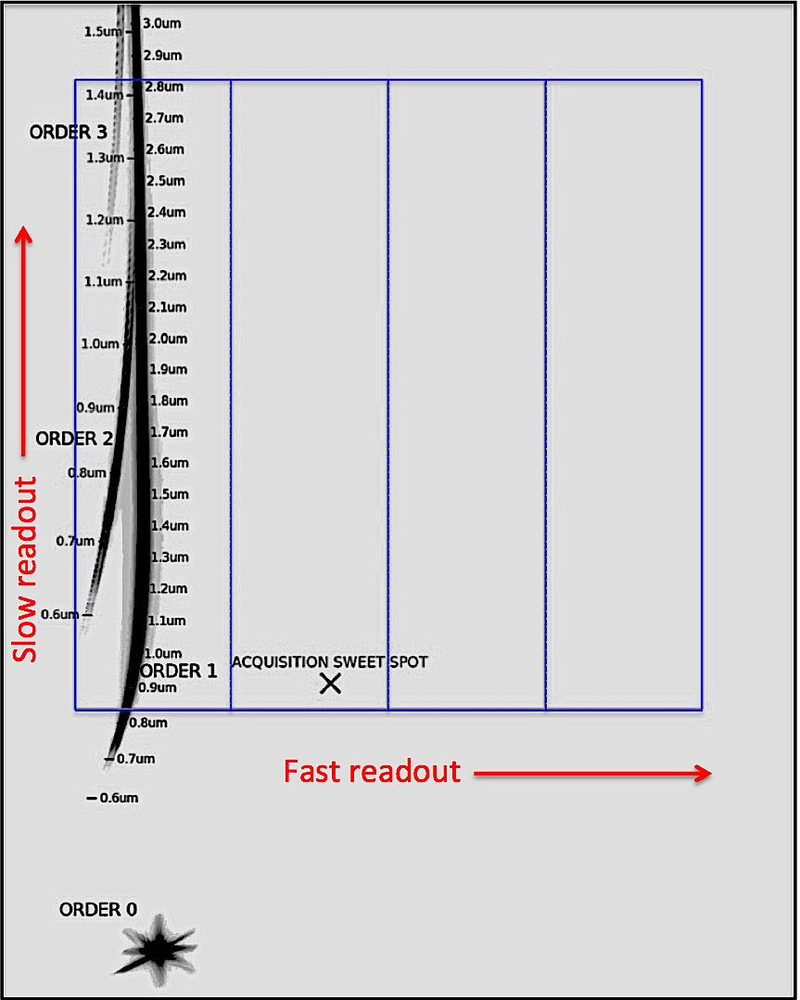 1.5um
3.0um
2.9um
2.8um
1.4um
2.7um
ORDER 3
2.6um
1.3um
2.5um
2.4um
1.2um
2.3um
2.2um
1.1um
2.1um
2.0um
1.0um
1.9um
1.8um
0.9um
1.7um
ORDER 2
1.6um
0.8um
1.5um
1.4um
0.7um
1.3um
1.2um
0.6um
1.1um
1.0um
ORDER 1
0.9um
ACQUISITION SWEET SPOT
0.8um
0.7um
0.6um
Slow readout
Fast readout
ORDER 0